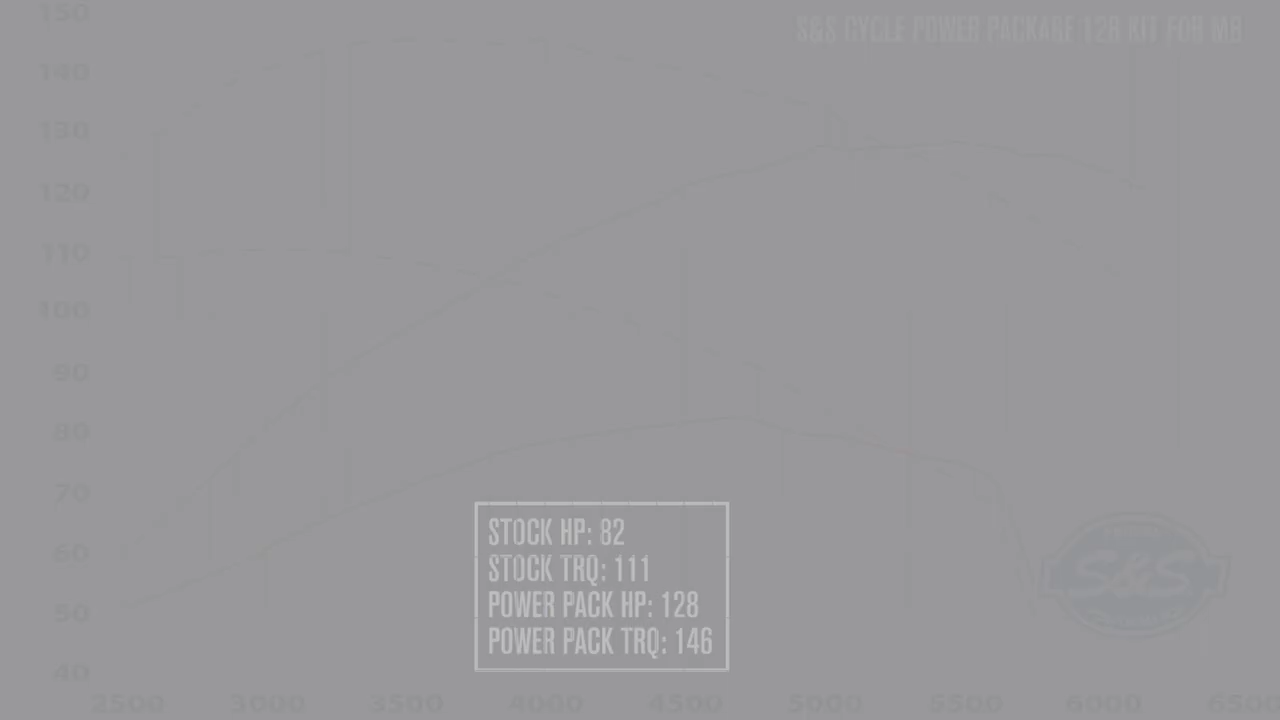 150
S&S CYCLE POWER PACKAGE 128 KIT FOR M8
140
130
120
110
100
90
80
70
60
50
40
STOCK HP: 82
STOCK TRQ: 111
POWER PACK HP: 128
POWER PACK TRQ: 146
S&S
2500 3000 3500 4000 4500 5000 5500 6000 6500